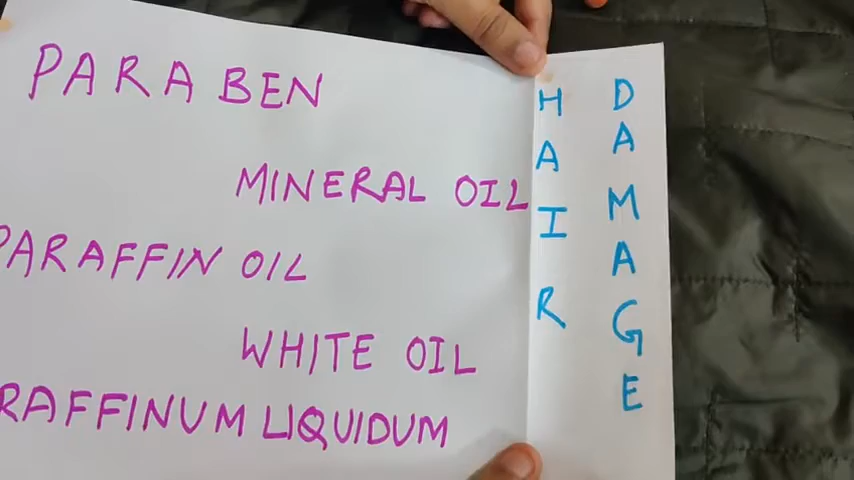 PARABEN
MINERAL OIL
PARAFFIN OIL
WHITE OIL
RAFFINUM LIQUIDUM
HAIR
DAMAGE